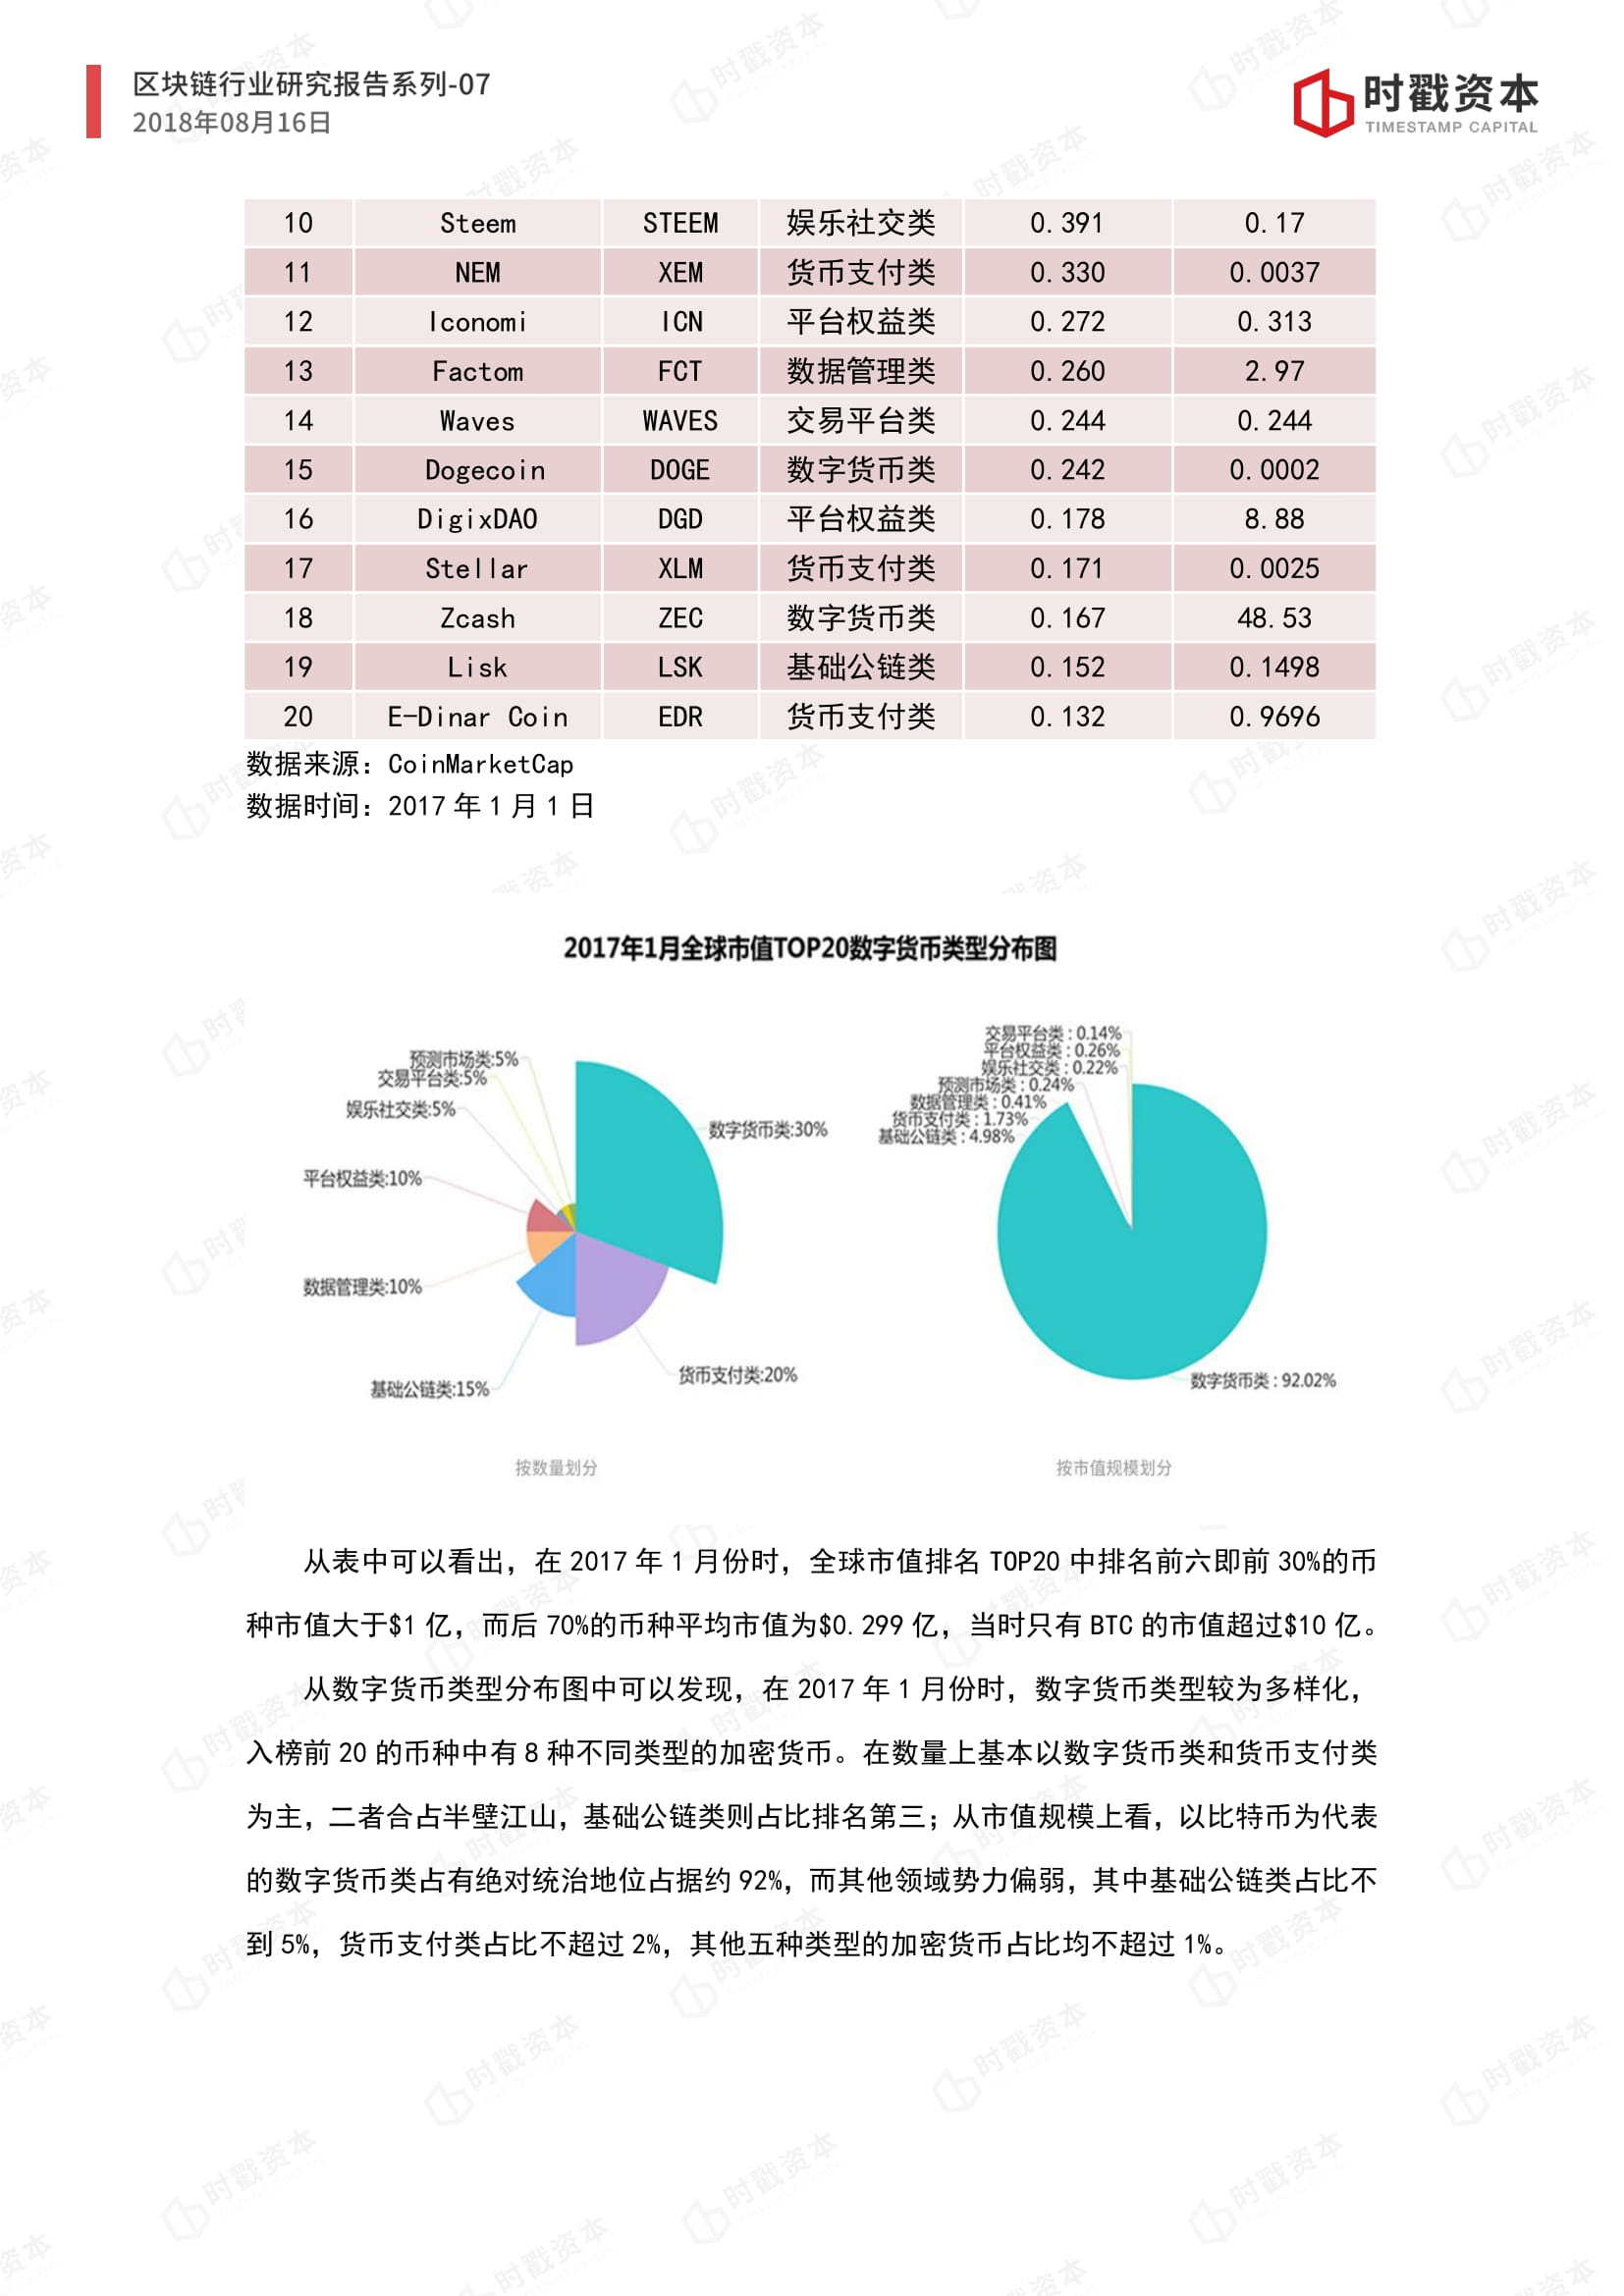 区块链行业研究报告系列-07
2018年08月16日
时戳资本
TIMESTAMP CAPITAL
10 Steem STEEM 娱乐社交类 0.391 0.17
11 NEM XEM 货币支付类 0.330 0.0037
12 Iconomi ICN 平台权益类 0.272 0.313
13 Factom FCT 数据管理类 0.260 2.97
14 Waves WAVES 交易平台类 0.244 0.244
15 Dogecoin DOGE 数字货币类 0.242 0.0002
16 DigixDAO DGD 平台权益类 0.178 8.88
17 Stellar XLM 货币支付类 0.171 0.0025
18 Zcash ZEC 数字货币类 0.167 48.53
19 Lisk LSK 基础公链类 0.152 0.1498
20 E-Dinar Coin EDR 货币支付类 0.132 0.9696
数据来源：CoinMarketCap
数据时间：2017 年 1 月 1 日
2017年1月全球市值TOP20数字货币类型分布图
预测市场类:5%
交易平台类:5%
娱乐社交类:5%
平台权益类:10%
数据管理类:10%
基础公链类:15%
数字货币类:30%
货币支付类:20%
按数量划分
交易平台类 : 0.14%
平台权益类 : 0.26%
娱乐社交类 : 0.22%
预测市场类 : 0.24%
数据管理类 : 0.41%
货币支付类 : 1.73%
基础公链类 : 4.98%
数字货币类 : 92.02%
按市值规模划分
从表中可以看出，在 2017 年 1 月份时，全球市值排名 TOP20 中排名前六即前 30%的币
种市值大于$1 亿，而后 70%的币种平均市值为$0.299 亿，当时只有 BTC 的市值超过$10 亿。
从数字货币类型分布图中可以发现，在 2017 年 1 月份时，数字货币类型较为多样化，
入榜前 20 的币种中有 8 种不同类型的加密货币。在数量上基本以数字货币类和货币支付类
为主，二者合占半壁江山，基础公链类则占比排名第三；从市值规模上看，以比特币为代表
的数字货币类占有绝对统治地位占据约 92%，而其他领域势力偏弱，其中基础公链类占比不
到 5%，货币支付类占比不超过 2%，其他五种类型的加密货币占比均不超过 1%。